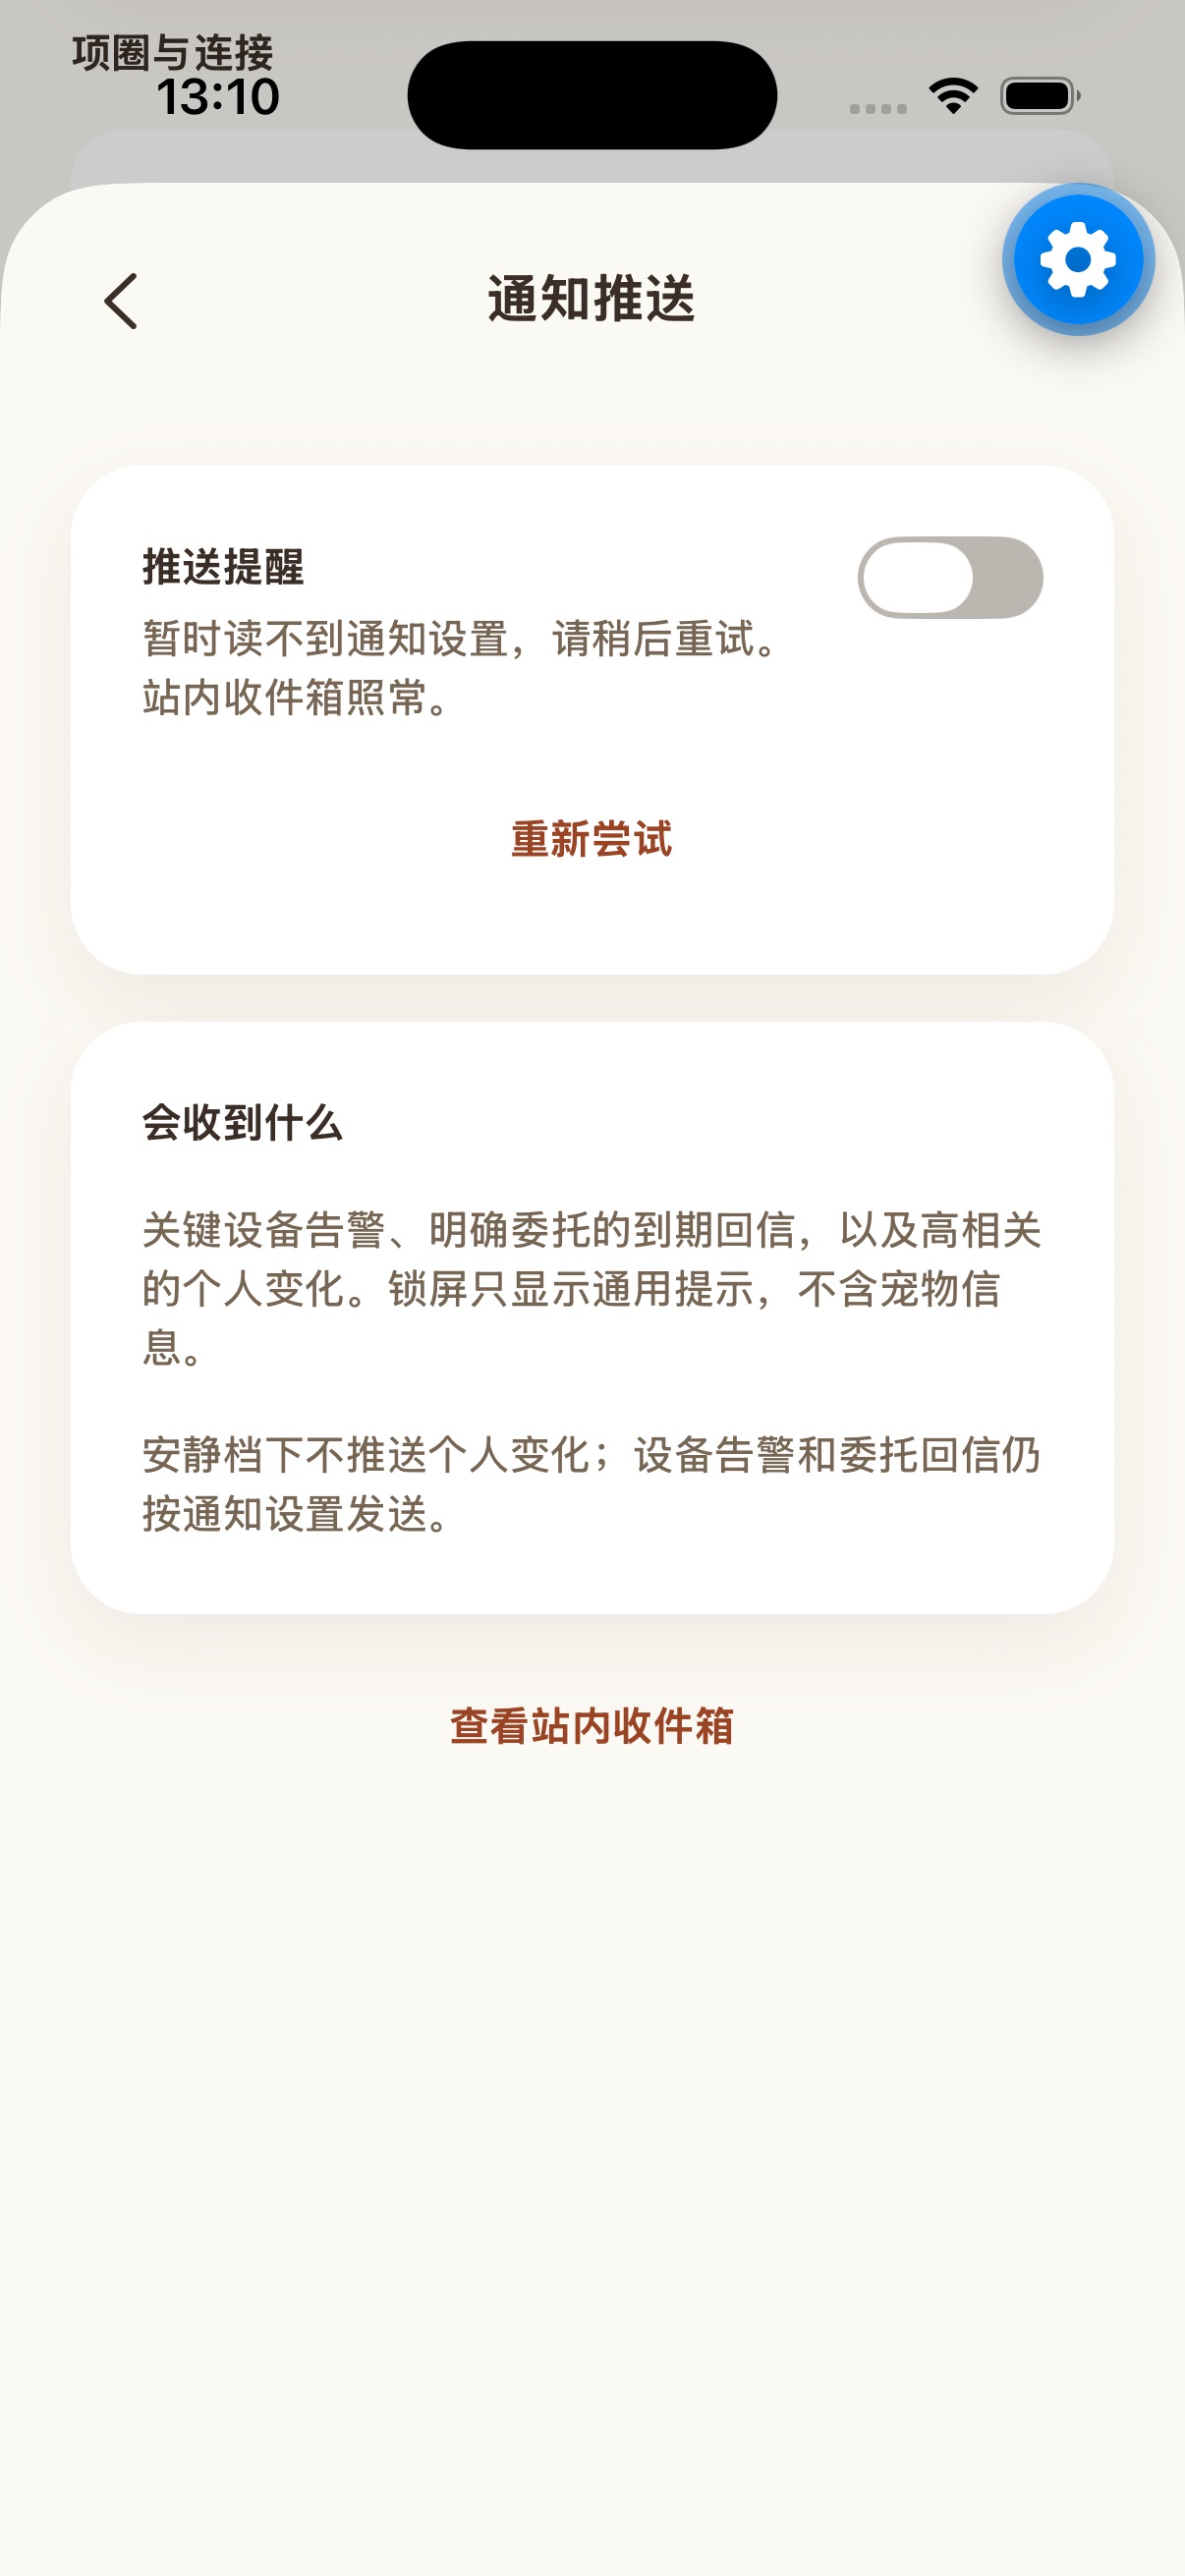 项圈与连接
13:10
通知推送
推送提醒
暂时读不到通知设置，请稍后重试。
站内收件箱照常。
重新尝试
会收到什么
关键设备告警、明确委托的到期回信，以及高相关
的个人变化。锁屏只显示通用提示，不含宠物信
息。
安静档下不推送个人变化；设备告警和委托回信仍
按通知设置发送。
查看站内收件箱